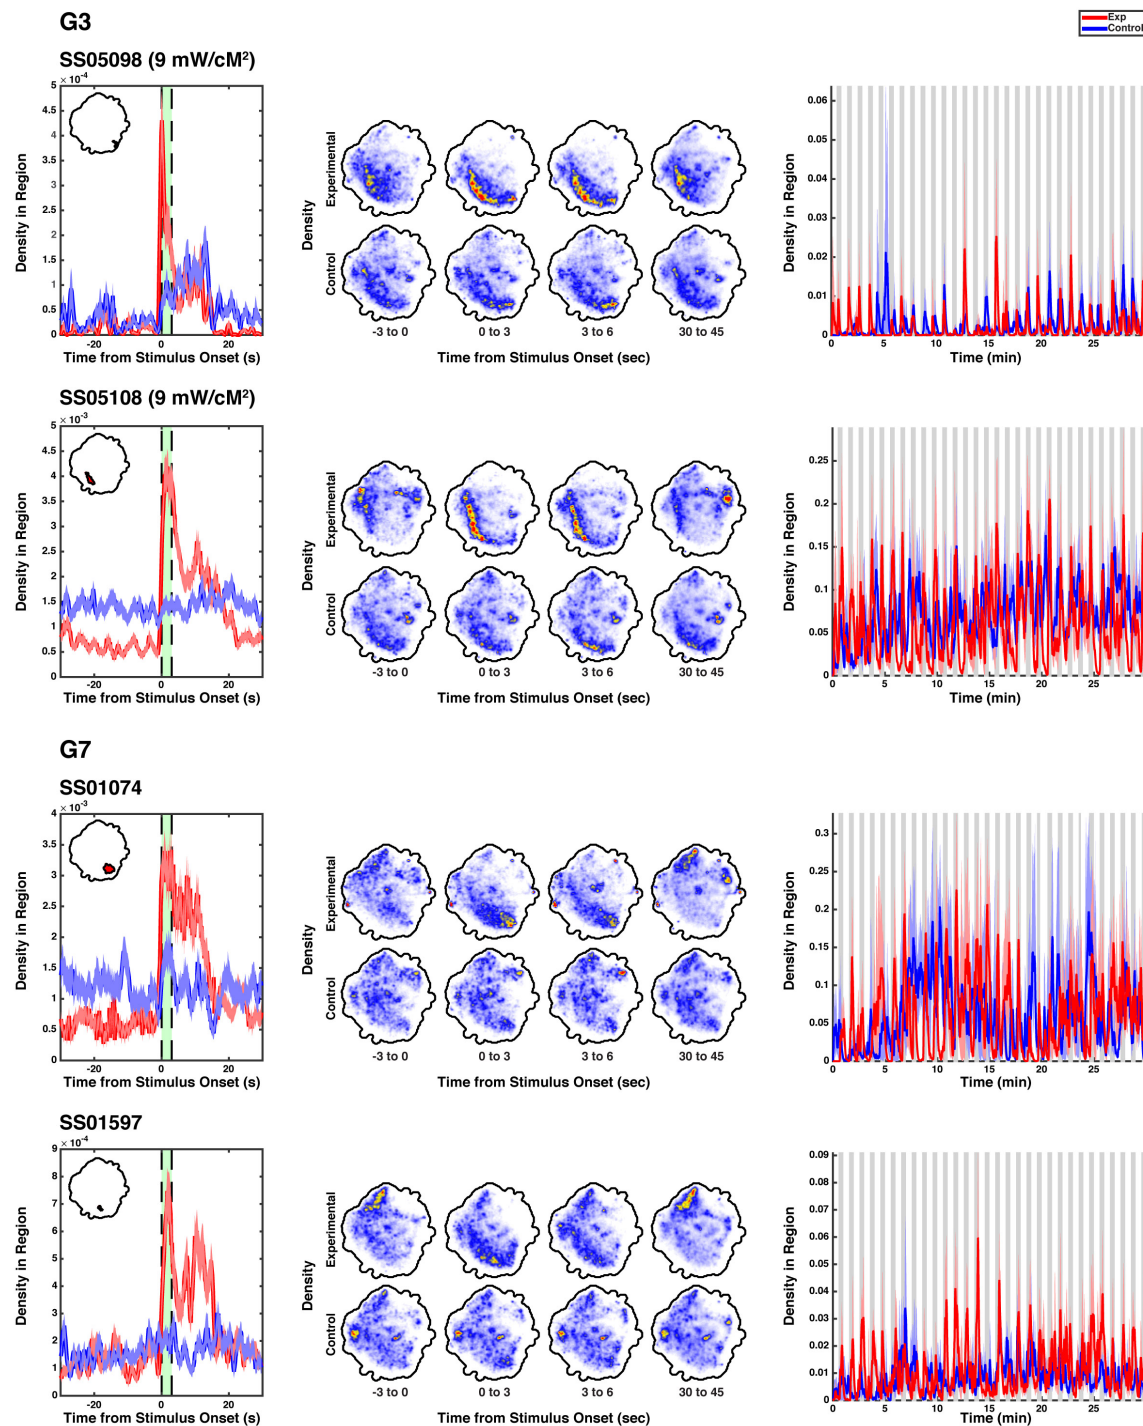 G3
Exp
Control
SS05098 (9 mW/cM²)
× 10⁻⁴
5
4.5
4
3.5
3
2.5
2
1.5
1
0.5
0
Density in Region
-20
0
20
Time from Stimulus Onset (s)
Density
Experimental
Control
-3 to 0
0 to 3
3 to 6
30 to 45
Time from Stimulus Onset (sec)
Density in Region
0.06
0.05
0.04
0.03
0.02
0.01
0
0
5
10
15
20
25
Time (min)
SS05108 (9 mW/cM²)
× 10⁻³
5
4.5
4
3.5
3
2.5
2
1.5
1
0.5
0
Density in Region
-20
0
20
Time from Stimulus Onset (s)
Density
Experimental
Control
-3 to 0
0 to 3
3 to 6
30 to 45
Time from Stimulus Onset (sec)
Density in Region
0.25
0.2
0.15
0.1
0.05
0
0
5
10
15
20
25
Time (min)
G7
SS01074
× 10⁻³
4
3.5
3
2.5
2
1.5
1
0.5
0
Density in Region
-20
0
20
Time from Stimulus Onset (s)
Density
Experimental
Control
-3 to 0
0 to 3
3 to 6
30 to 45
Time from Stimulus Onset (sec)
Density in Region
0.3
0.25
0.2
0.15
0.1
0.05
0
0
5
10
15
20
25
Time (min)
SS01597
× 10⁻⁴
9
8
7
6
5
4
3
2
1
0
Density in Region
-20
0
20
Time from Stimulus Onset (s)
Density
Experimental
Control
-3 to 0
0 to 3
3 to 6
30 to 45
Time from Stimulus Onset (sec)
Density in Region
0.09
0.08
0.07
0.06
0.05
0.04
0.03
0.02
0.01
0
0
5
10
15
20
25
Time (min)